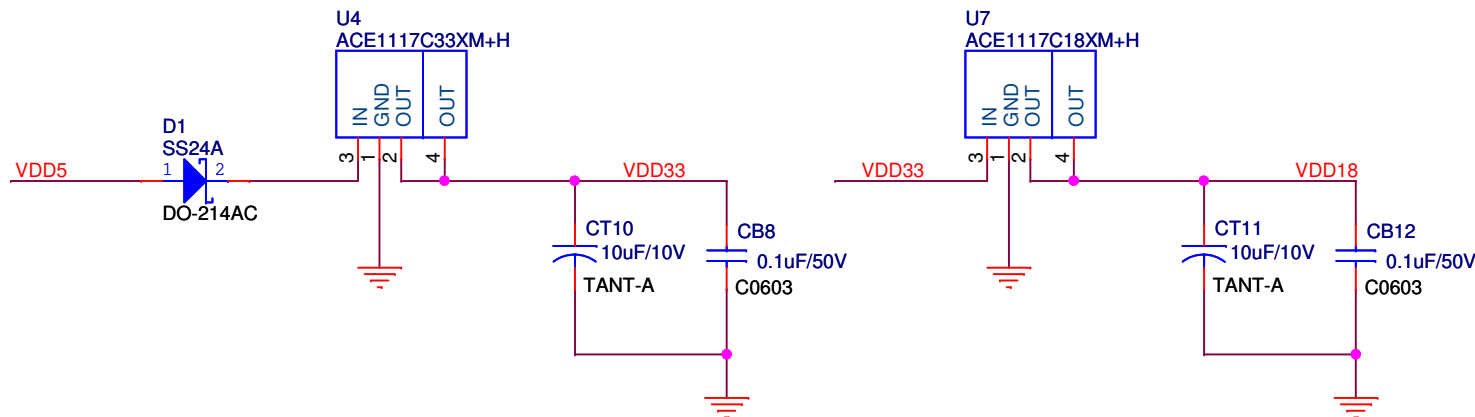 U4
ACE1117C33XM+H
IN
GND
OUT
OUT
3
1
2
4
D1
SS24A
1
2
DO-214AC
VDD5
VDD33
CT10
10uF/10V
TANT-A
CB8
0.1uF/50V
C0603
U7
ACE1117C18XM+H
IN
GND
OUT
OUT
3
1
2
4
VDD33
VDD18
CT11
10uF/10V
TANT-A
CB12
0.1uF/50V
C0603